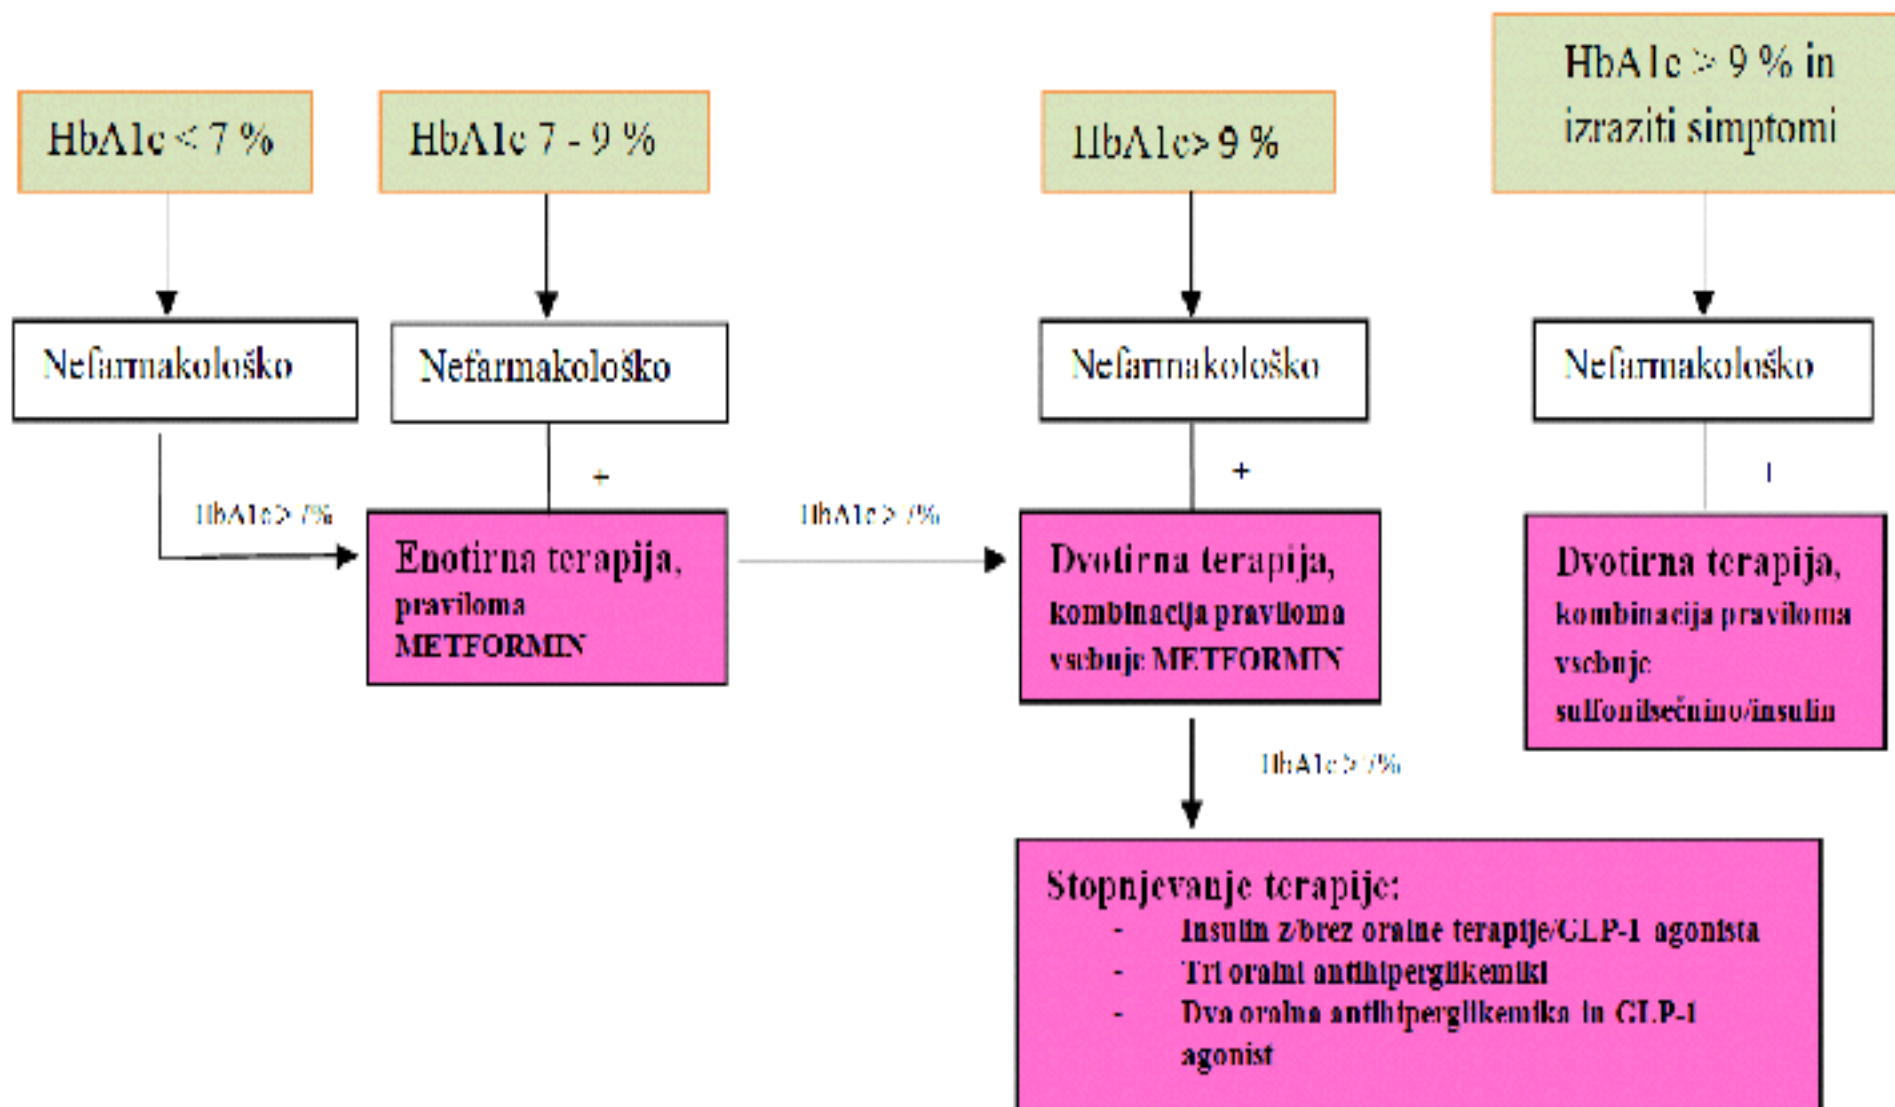 HbA1c < 7 %
HbA1c 7 - 9 %
HbA1c> 9 %
HbA1c > 9 % in
izraziti simptomi
Nefarmakološko
Nefarmakološko
Nefarmakološko
Nefarmakološko
+
+
+
HbA1c > 7%
HbA1c > 7%
Enotirna terapija,
praviloma
METFORMIN
Dvotirna terapija,
kombinacija praviloma
vsebuje METFORMIN
Dvotirna terapija,
kombinacija praviloma
vsebuje
sulfonilsečnino/insulin
HbA1c > 7%
Stopnjevanje terapije:
- Insulin z/brez oralne terapije/GLP-1 agonista
- Tri oralni antihiperglikemiki
- Dva oralna antihiperglikemika in GLP-1
agonist